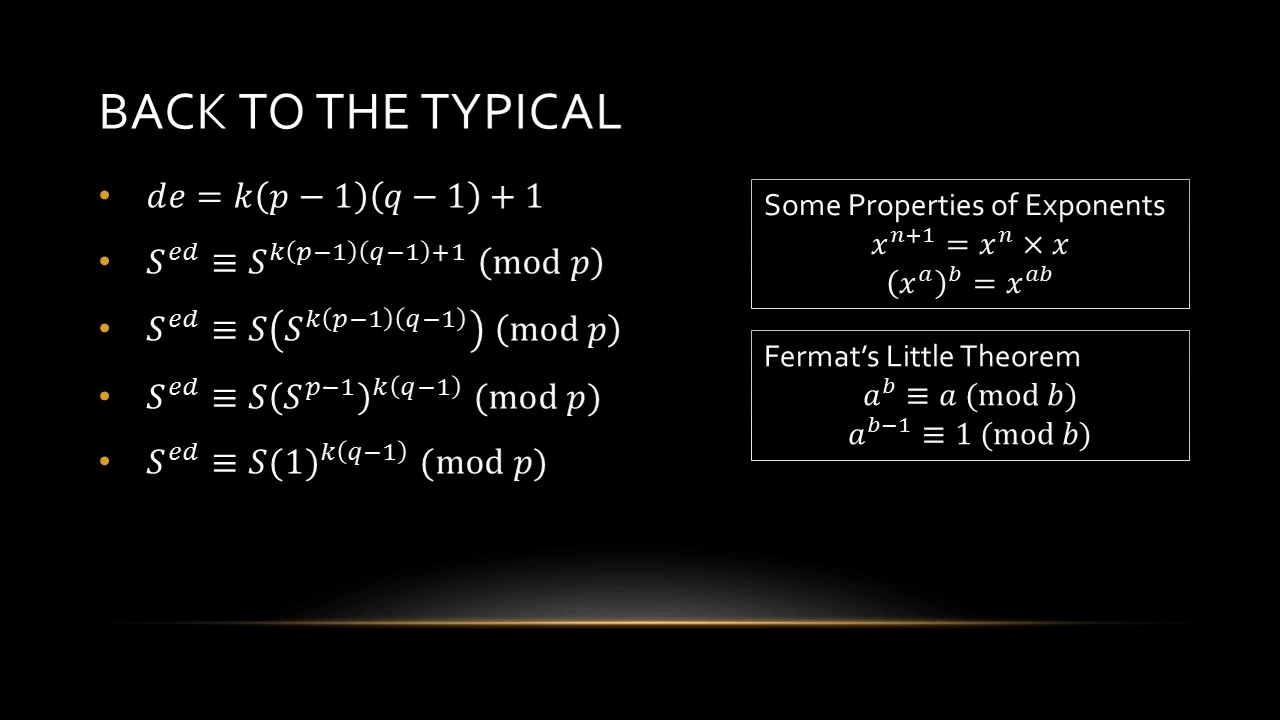 BACK TO THE TYPICAL
• 𝑑𝑒 = 𝑘(𝑝 − 1)(𝑞 − 1) + 1
• 𝑆^{𝑒𝑑} ≡ 𝑆^{𝑘(𝑝−1)(𝑞−1)+1} (mod 𝑝)
• 𝑆^{𝑒𝑑} ≡ 𝑆(𝑆^{𝑘(𝑝−1)(𝑞−1)}) (mod 𝑝)
• 𝑆^{𝑒𝑑} ≡ 𝑆(𝑆^{𝑝−1})^{𝑘(𝑞−1)} (mod 𝑝)
• 𝑆^{𝑒𝑑} ≡ 𝑆(1)^{𝑘(𝑞−1)} (mod 𝑝)
Some Properties of Exponents
𝑥^{𝑛+1} = 𝑥^{𝑛} × 𝑥
(𝑥^{𝑎})^{𝑏} = 𝑥^{𝑎𝑏}
Fermat’s Little Theorem
𝑎^{𝑏} ≡ 𝑎 (mod 𝑏)
𝑎^{𝑏−1} ≡ 1 (mod 𝑏)